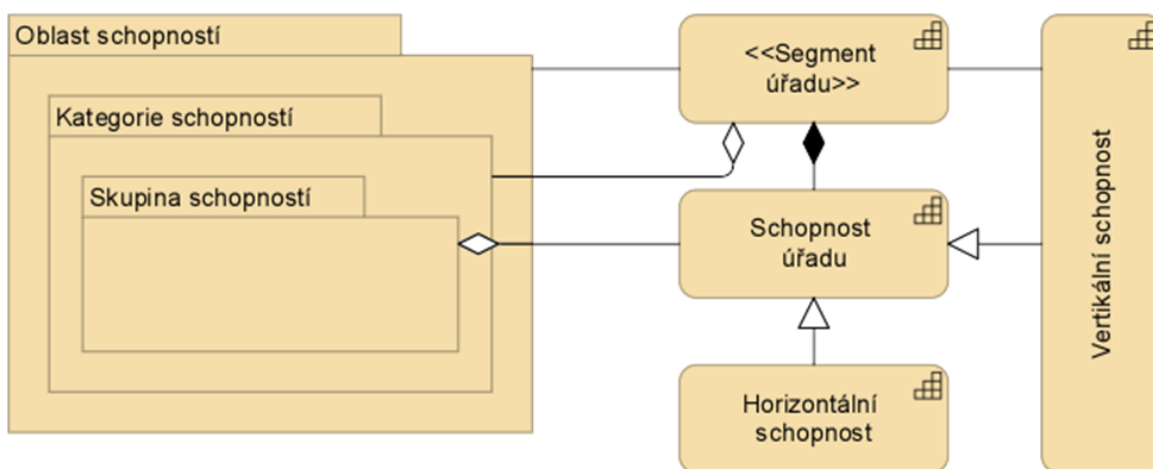 Oblast schopností
Kategorie schopností
Skupina schopností
<<Segment
úřadu>>
Schopnost
úřadu
Horizontální
schopnost
Vertikální schopnost